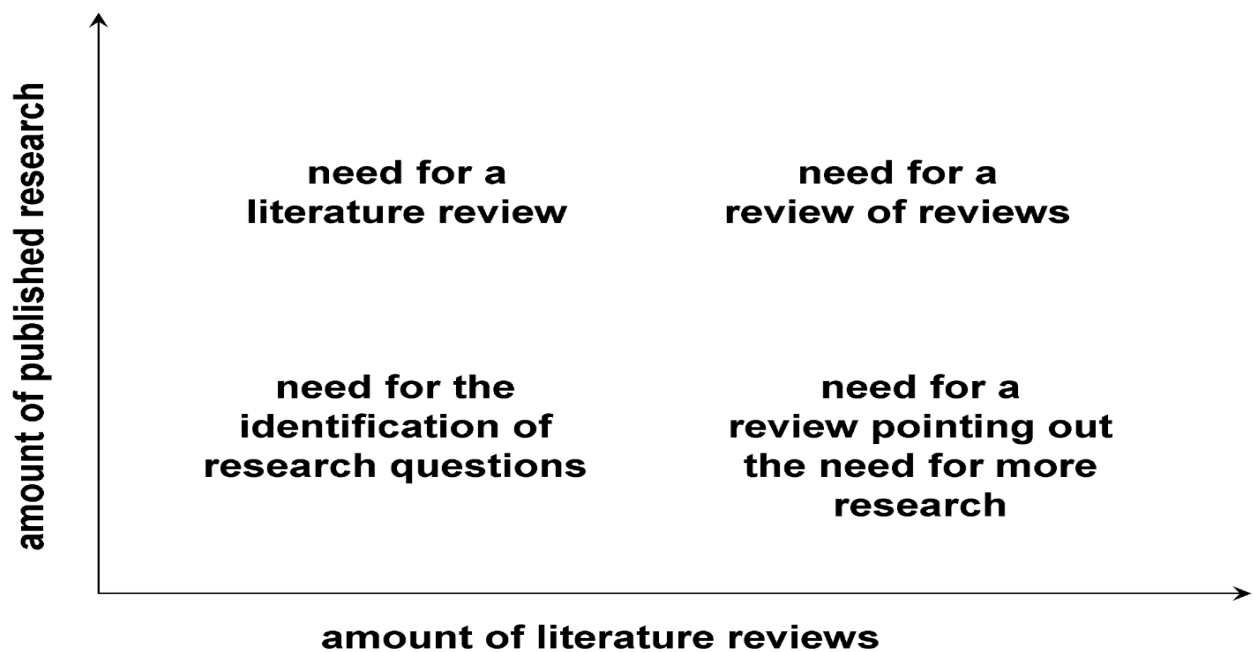 amount of published research
need for a
literature review
need for a
review of reviews
need for the
identification of
research questions
need for a
review pointing out
the need for more
research
amount of literature reviews